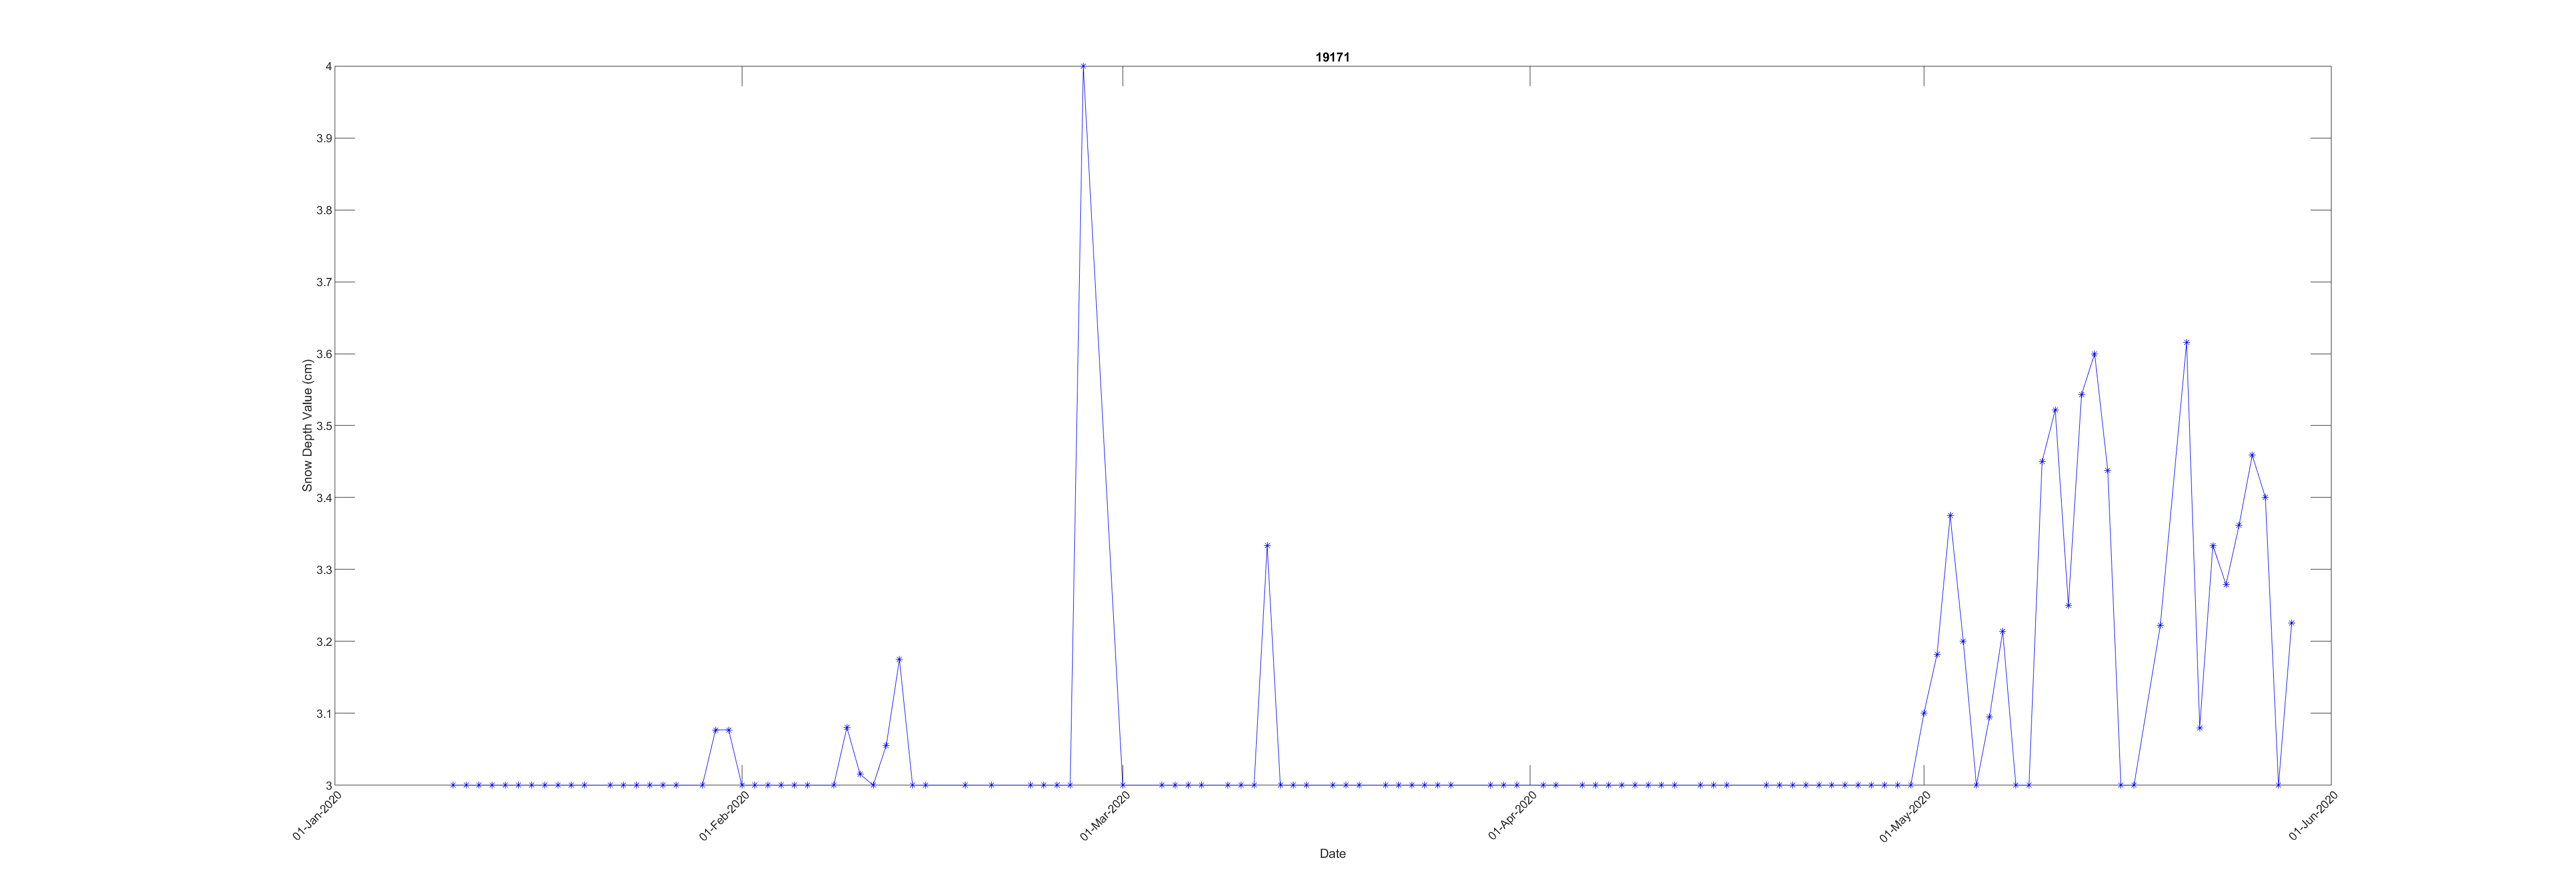 19171
4
3.9
3.8
3.7
3.6
3.5
3.4
3.3
3.2
3.1
3
Snow Depth Value (cm)
01-Jan-2020
01-Feb-2020
01-Mar-2020
01-Apr-2020
01-May-2020
01-Jun-2020
Date